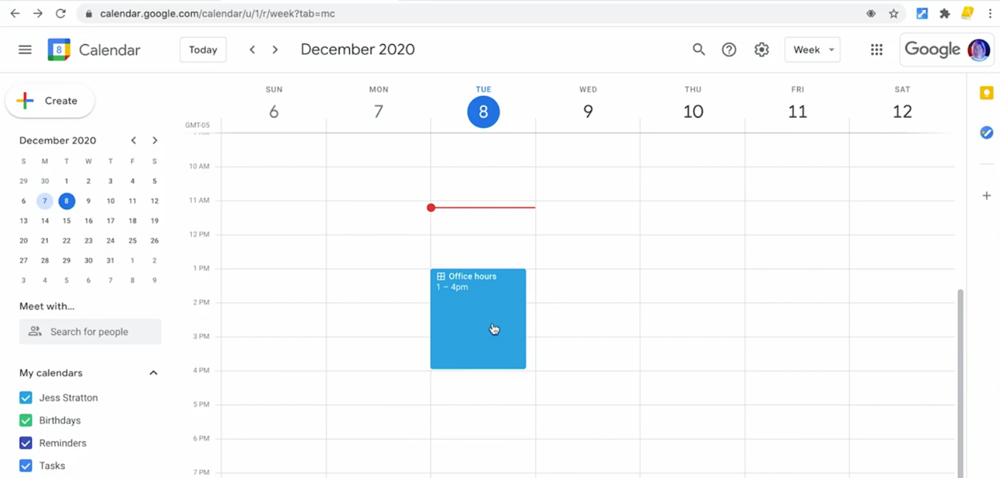 calendar.google.com/calendar/u/1/r/week?tab=mc
8 Calendar Today December 2020 Week Google
Create
December 2020
S M T W T F S
29 30 1 2 3 4 5
6 7 8 9 10 11 12
13 14 15 16 17 18 19
20 21 22 23 24 25 26
27 28 29 30 31 1 2
3 4 5 6 7 8 9
Meet with...
Search for people
My calendars
Jess Stratton
Birthdays
Reminders
Tasks
SUN MON TUE WED THU FRI SAT
6 7 8 9 10 11 12
GMT-05
10 AM
11 AM
12 PM
1 PM
Office hours
1 – 4pm
2 PM
3 PM
4 PM
5 PM
6 PM
7 PM